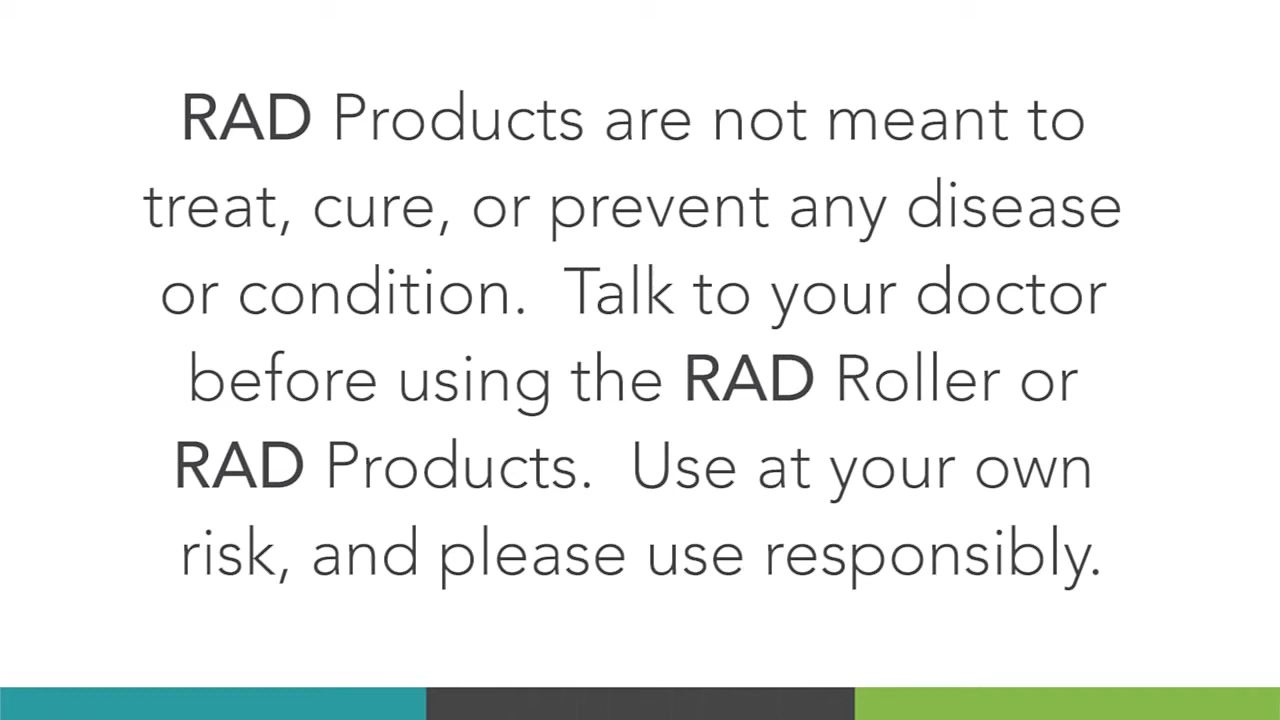 RAD Products are not meant to
treat, cure, or prevent any disease
or condition.  Talk to your doctor
before using the RAD Roller or
RAD Products.  Use at your own
risk, and please use responsibly.